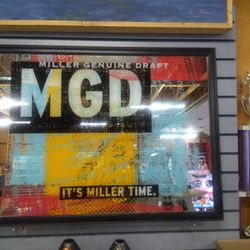 MILLER GENUINE DRAFT
MGD
IT'S MILLER TIME.